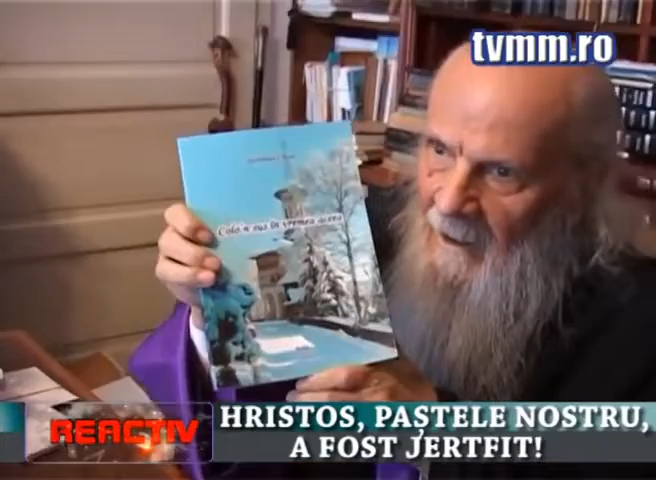 tvmm.ro
Colo-n sus în vremea aceea
REACTIV
HRISTOS, PAȘTELE NOSTRU,
A FOST JERTFIT!